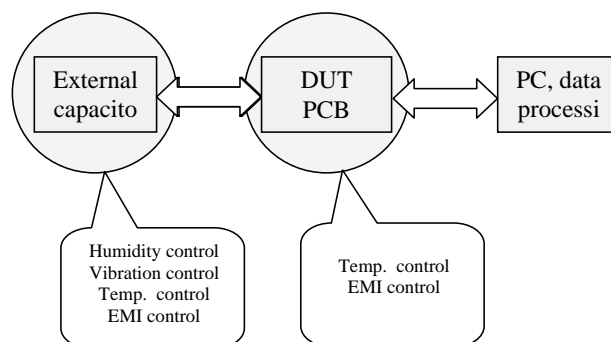 External
capacito
DUT
PCB
PC, data
processi
Humidity control
Vibration control
Temp. control
EMI control
Temp. control
EMI control